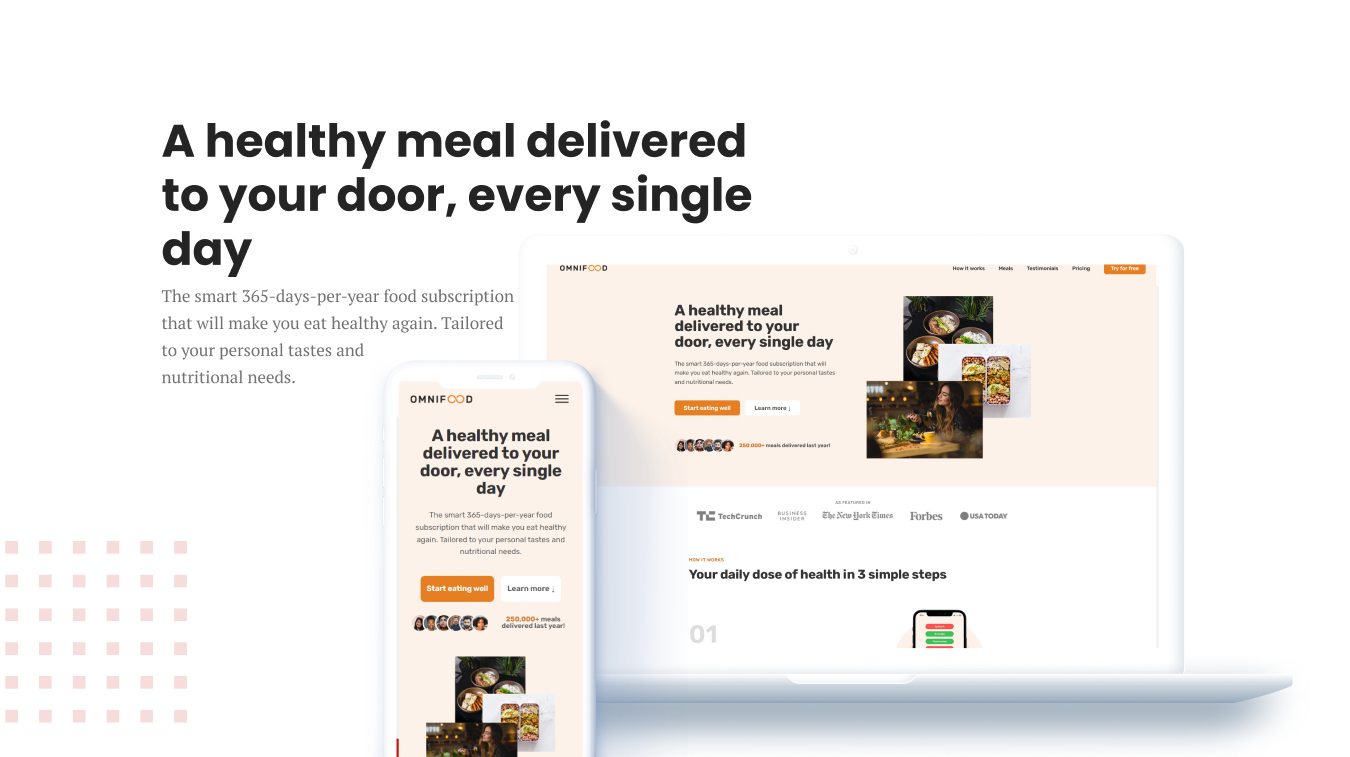 A healthy meal delivered
to your door, every single
day
The smart 365-days-per-year food subscription
that will make you eat healthy again. Tailored
to your personal tastes and
nutritional needs.
OMNIFOOD
How it works
Meals
Testimonials
Pricing
Try for free
A healthy meal
delivered to your
door, every single day
The smart 365-days-per-year food subscription that will
make you eat healthy again. Tailored to your personal tastes
and nutritional needs.
Start eating well
Learn more ↓
250,000+ meals delivered last year!
AS FEATURED IN
TechCrunch
BUSINESS
INSIDER
The New York Times
Forbes
USA TODAY
HOW IT WORKS
Your daily dose of health in 3 simple steps
01
OMNIFOOD
A healthy meal
delivered to your
door, every single
day
The smart 365-days-per-year food
subscription that will make you eat healthy
again. Tailored to your personal tastes and
nutritional needs.
Start eating well
Learn more ↓
250,000+ meals
delivered last year!